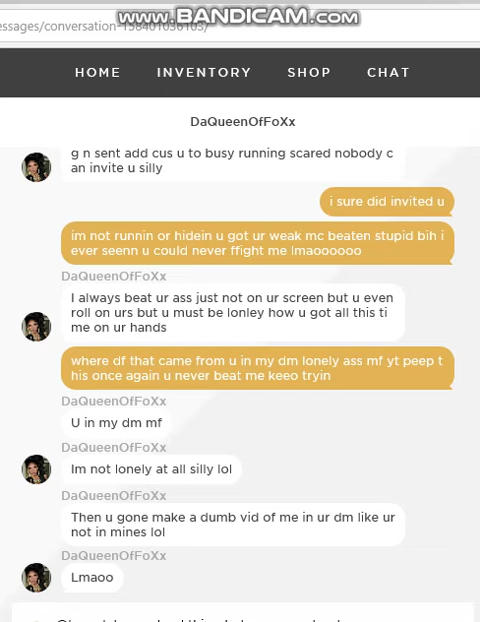 www.BANDICAM.com
essages/conversation-158401036103/
HOME INVENTORY SHOP CHAT
DaQueenOfFoXx
g n sent add cus u to busy running scared nobody c
an invite u silly
i sure did invited u
im not runnin or hidein u got ur weak mc beaten stupid bih i
ever seenn u could never ffight me lmaoooooo
DaQueenOfFoXx
I always beat ur ass just not on ur screen but u even
roll on urs but u must be lonley how u got all this ti
me on ur hands
where df that came from u in my dm lonely ass mf yt peep t
his once again u never beat me keeo tryin
DaQueenOfFoXx
U in my dm mf
DaQueenOfFoXx
Im not lonely at all silly lol
DaQueenOfFoXx
Then u gone make a dumb vid of me in ur dm like ur
not in mines lol
DaQueenOfFoXx
Lmaoo